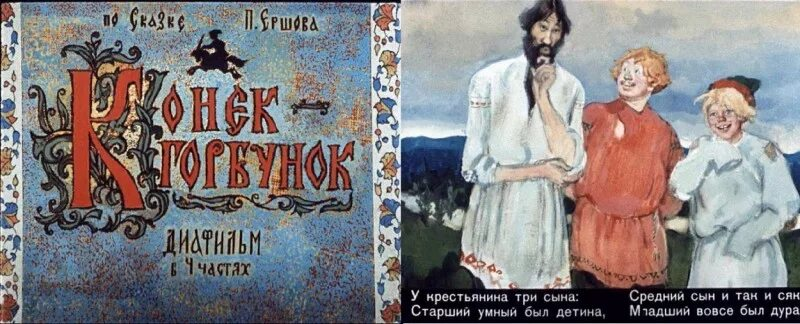 по Сказке П. Ершова
КОНЕК-
ГОРБУНОК
ДИАФИЛЬМ
в 4 частях
У крестьянина три сына:
Старший умный был детина,
Средний сын и так и сяк
Младший вовсе был дура